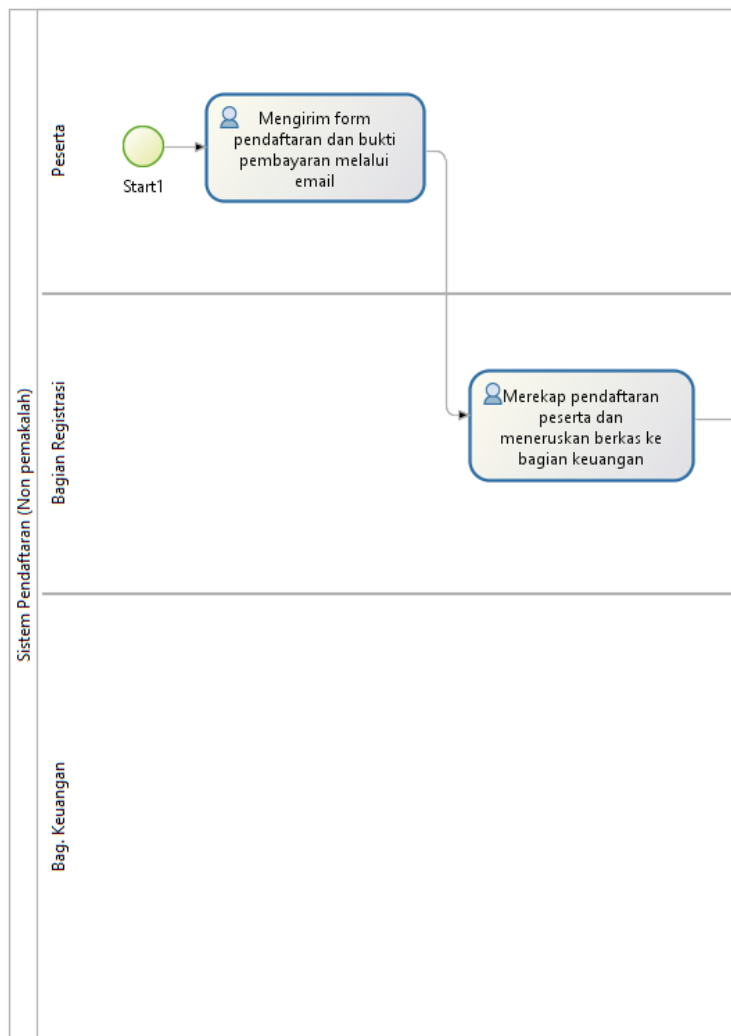 Sistem Pendaftaran (Non pemakalah)
Peserta
Start1
Mengirim form
pendaftaran dan bukti
pembayaran melalui
email
Bagian Registrasi
Merekap pendaftaran
peserta dan
meneruskan berkas ke
bagian keuangan
Bag. Keuangan